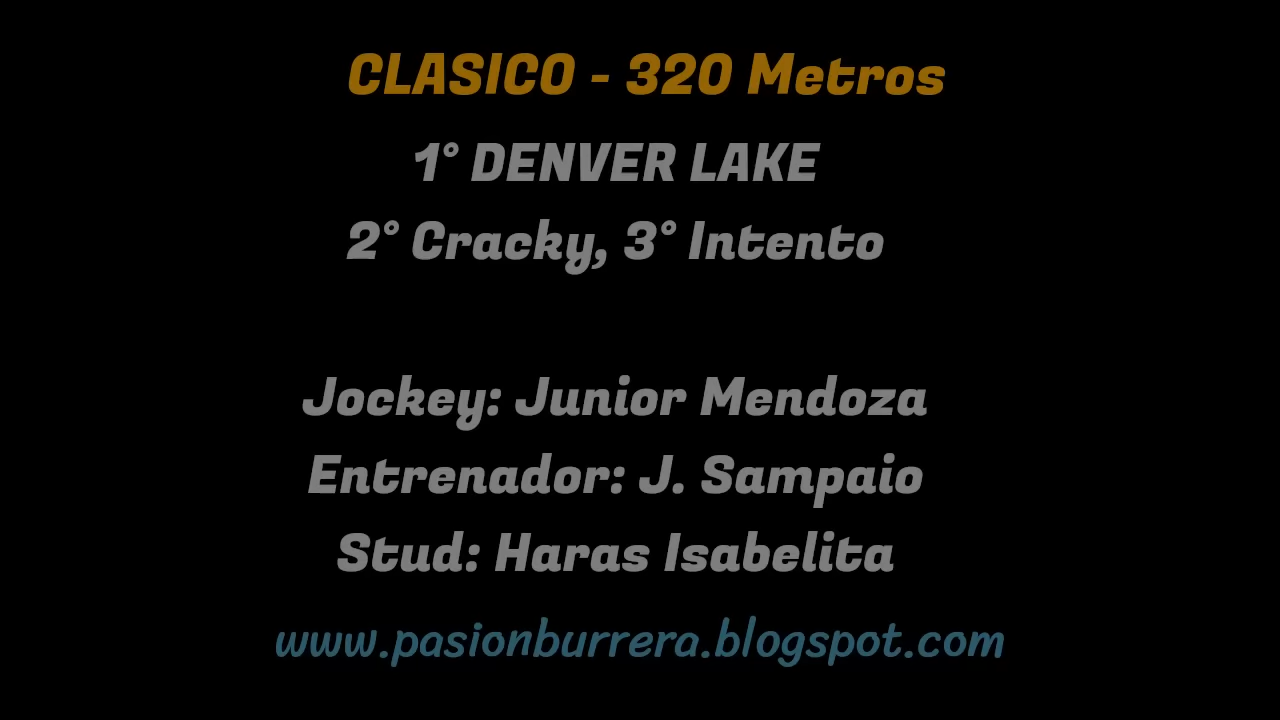 CLASICO - 320 Metros
1° DENVER LAKE
2° Cracky, 3° Intento
Jockey: Junior Mendoza
Entrenador: J. Sampaio
Stud: Haras Isabelita
www.pasionburrera.blogspot.com